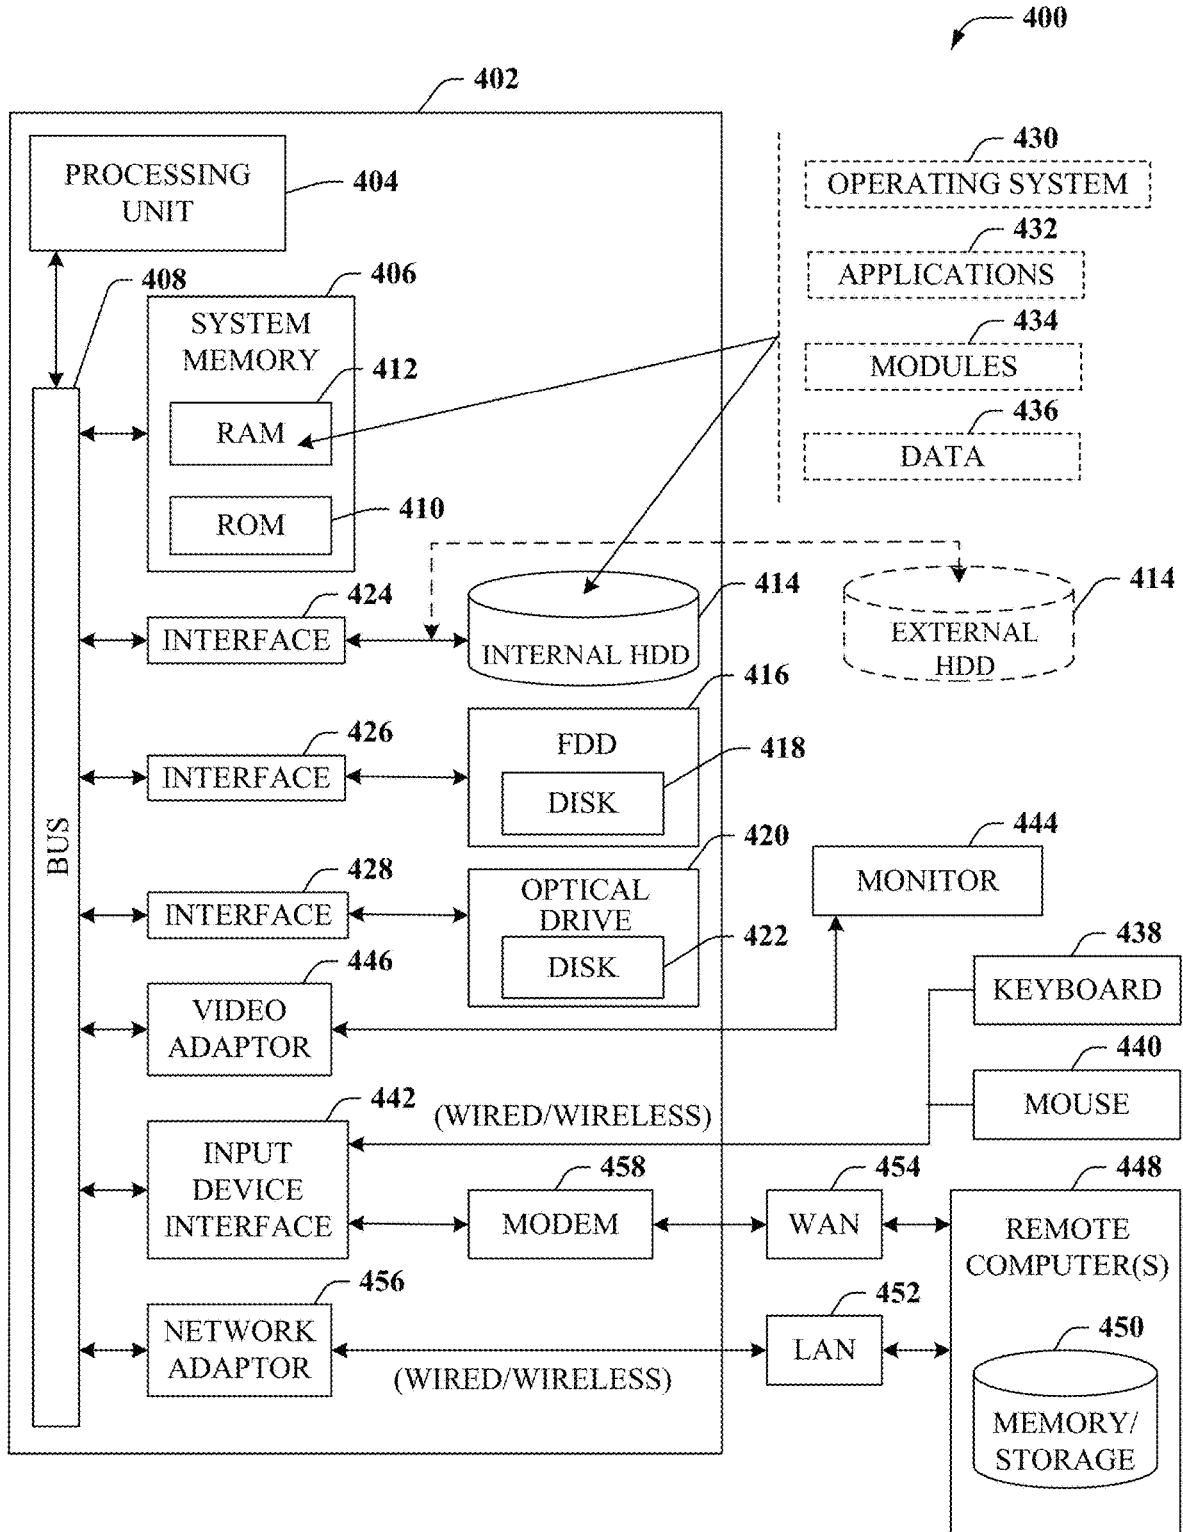 400
402
PROCESSING
UNIT
404
430
OPERATING SYSTEM
432
APPLICATIONS
434
MODULES
436
DATA
408
406
SYSTEM
MEMORY
412
RAM
410
ROM
424
INTERFACE
414
INTERNAL HDD
414
EXTERNAL
HDD
416
FDD
418
DISK
426
INTERFACE
BUS
420
OPTICAL
DRIVE
422
DISK
428
INTERFACE
444
MONITOR
446
VIDEO
ADAPTOR
438
KEYBOARD
440
MOUSE
442
INPUT
DEVICE
INTERFACE
(WIRED/WIRELESS)
458
MODEM
454
WAN
448
REMOTE
COMPUTER(S)
456
NETWORK
ADAPTOR
(WIRED/WIRELESS)
452
LAN
450
MEMORY/
STORAGE